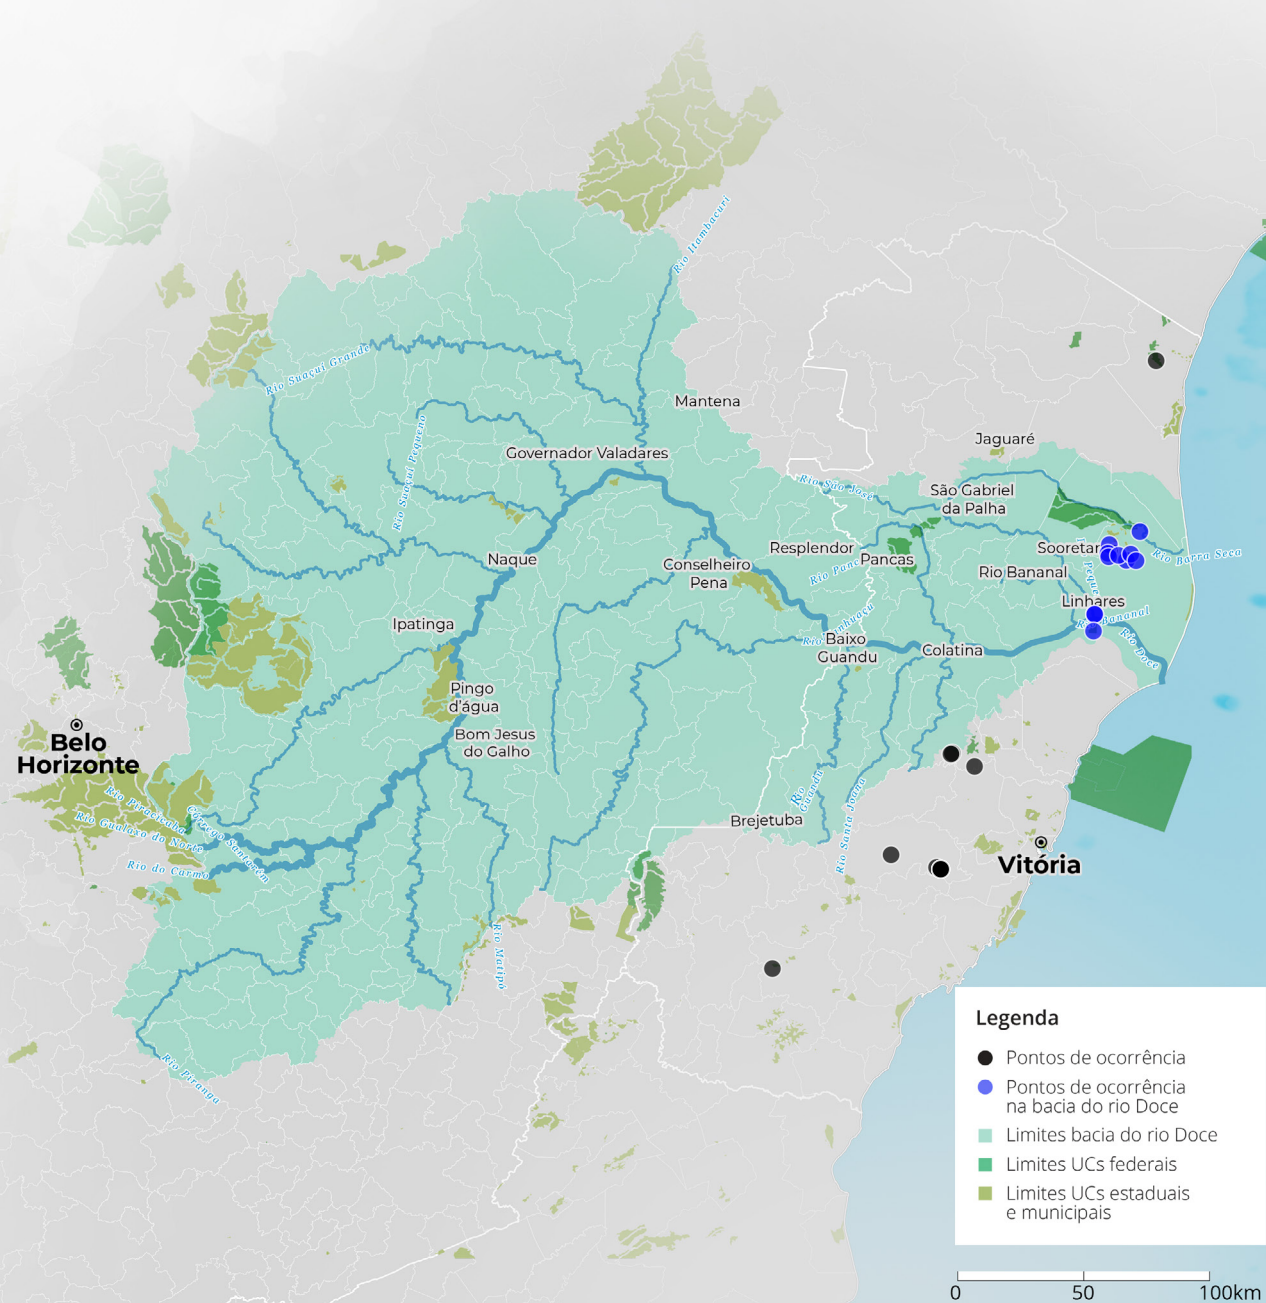 Rio Itambacuri
Rio Suaçuí Grande
Mantena
Rio Suaçuí Pequeno
Governador Valadares
Jaguaré
Rio São José
São Gabriel
da Palha
Naque
Conselheiro
Pena
Resplendor
Pancas
Rio Panc
Sooretama
Rio Barra Seca
Rio Bananal
Linhares
Rio Bananal
Rio Doce
Ipatinga
Baixo
Guandu
Colatina
Pingo
d'água
Bom Jesus
do Galho
Belo
Horizonte
Rio Piracicaba
Rio Gualaxo do Norte
Córrego Santarém
Rio do Carmo
Rio
Guandu
Rio Santa Joana
Brejetuba
Vitória
Rio Matipó
Rio Piranga
Legenda
Pontos de ocorrência
Pontos de ocorrência
na bacia do rio Doce
Limites bacia do rio Doce
Limites UCs federais
Limites UCs estaduais
e municipais
0 50 100km